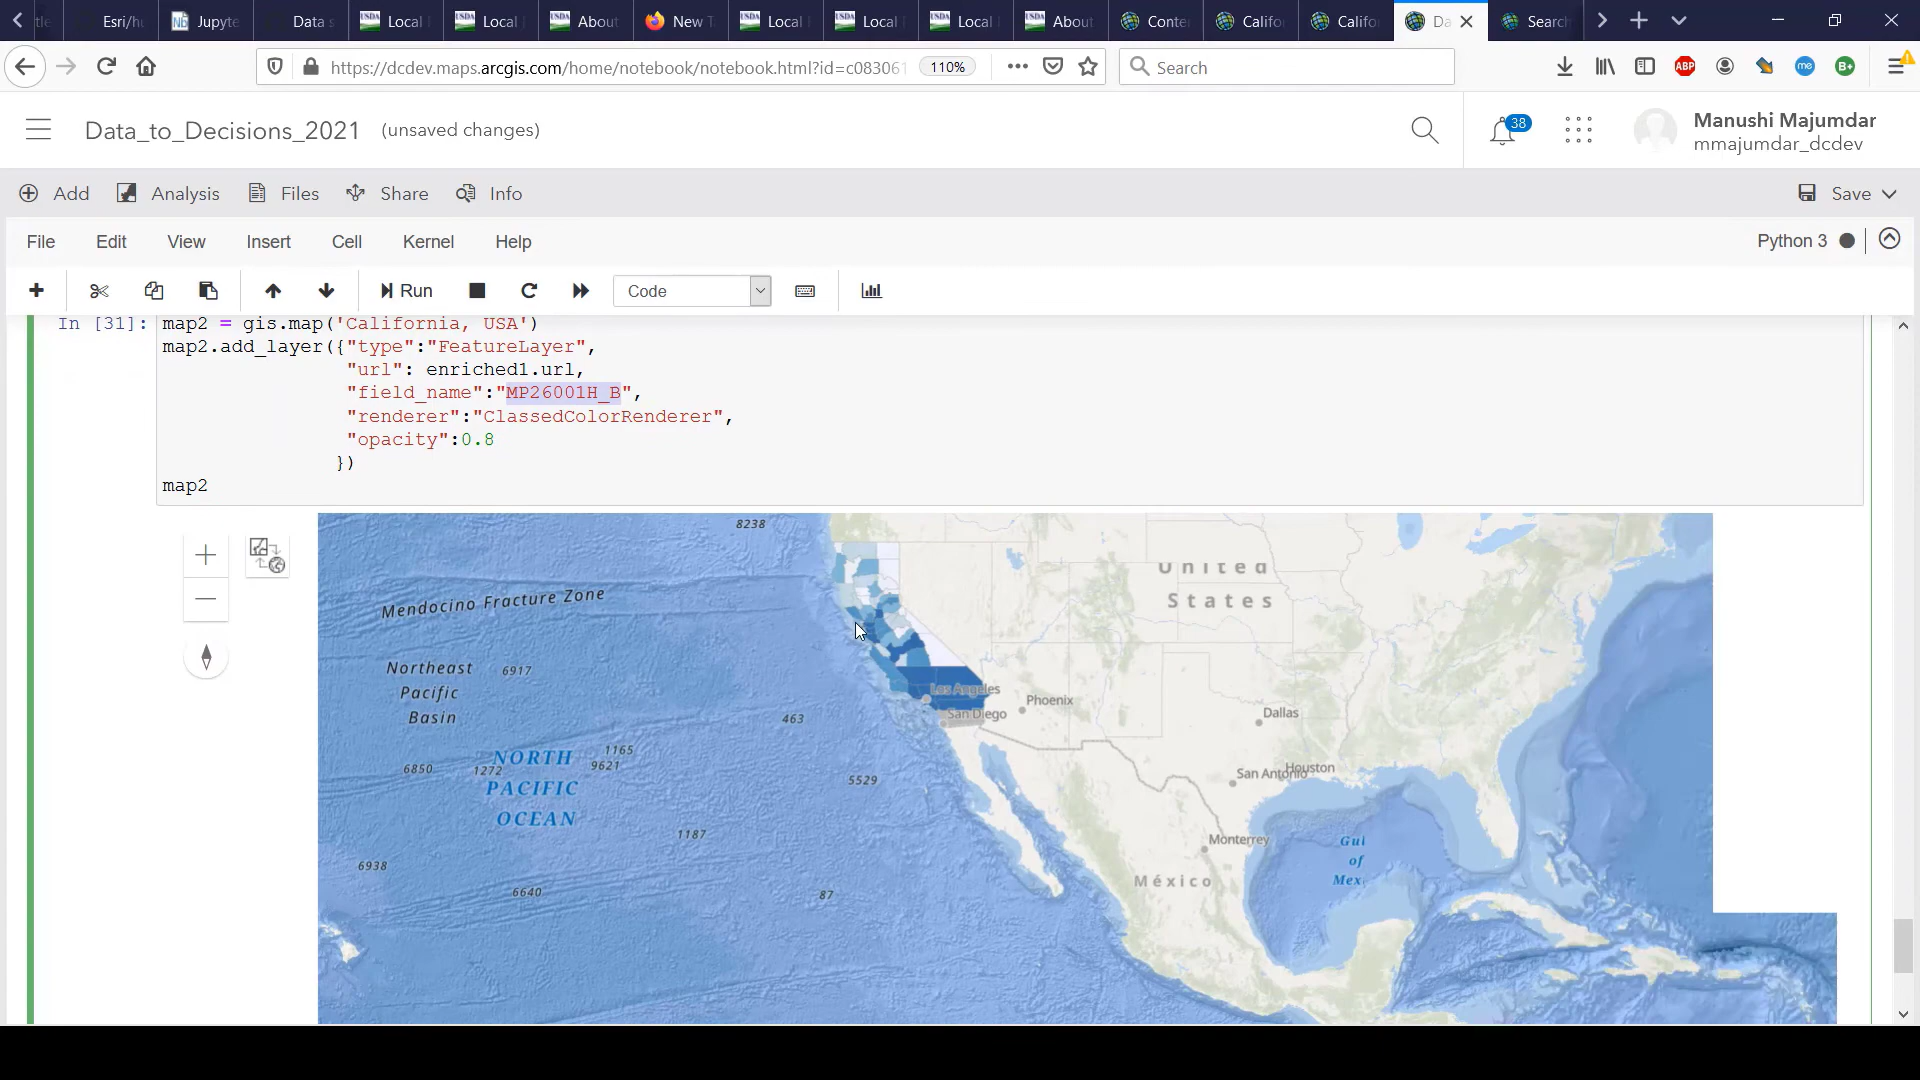 Esri/h
Jupyte
Data s
Local
Local
About
New T
Local
Local
Local
About
Conte
Califo
Califo
Da
Search
https://dcdev.maps.arcgis.com/home/notebook/notebook.html?id=c083061
110%
Search
ABP
me
B+
Data_to_Decisions_2021 (unsaved changes)
38
Manushi Majumdar
mmajumdar_dcdev
Add Analysis Files Share Info
Save
File Edit View Insert Cell Kernel Help
Python 3
Run
Code
In [31]: map2 = gis.map('California, USA')
map2.add_layer({"type":"FeatureLayer",
"url": enriched1.url,
"field_name":"MP26001H_B",
"renderer":"ClassedColorRenderer",
"opacity":0.8
})
map2
8238
United
States
Mendocino Fracture Zone
Northeast
Pacific
Basin
6917
463
Los Angeles
San Diego
Phoenix
Dallas
1165
9621
6850
1272
NORTH
PACIFIC
OCEAN
5529
San Antonio
Houston
1187
Monterrey
Gul
of
Mex
6938
6640
87
México